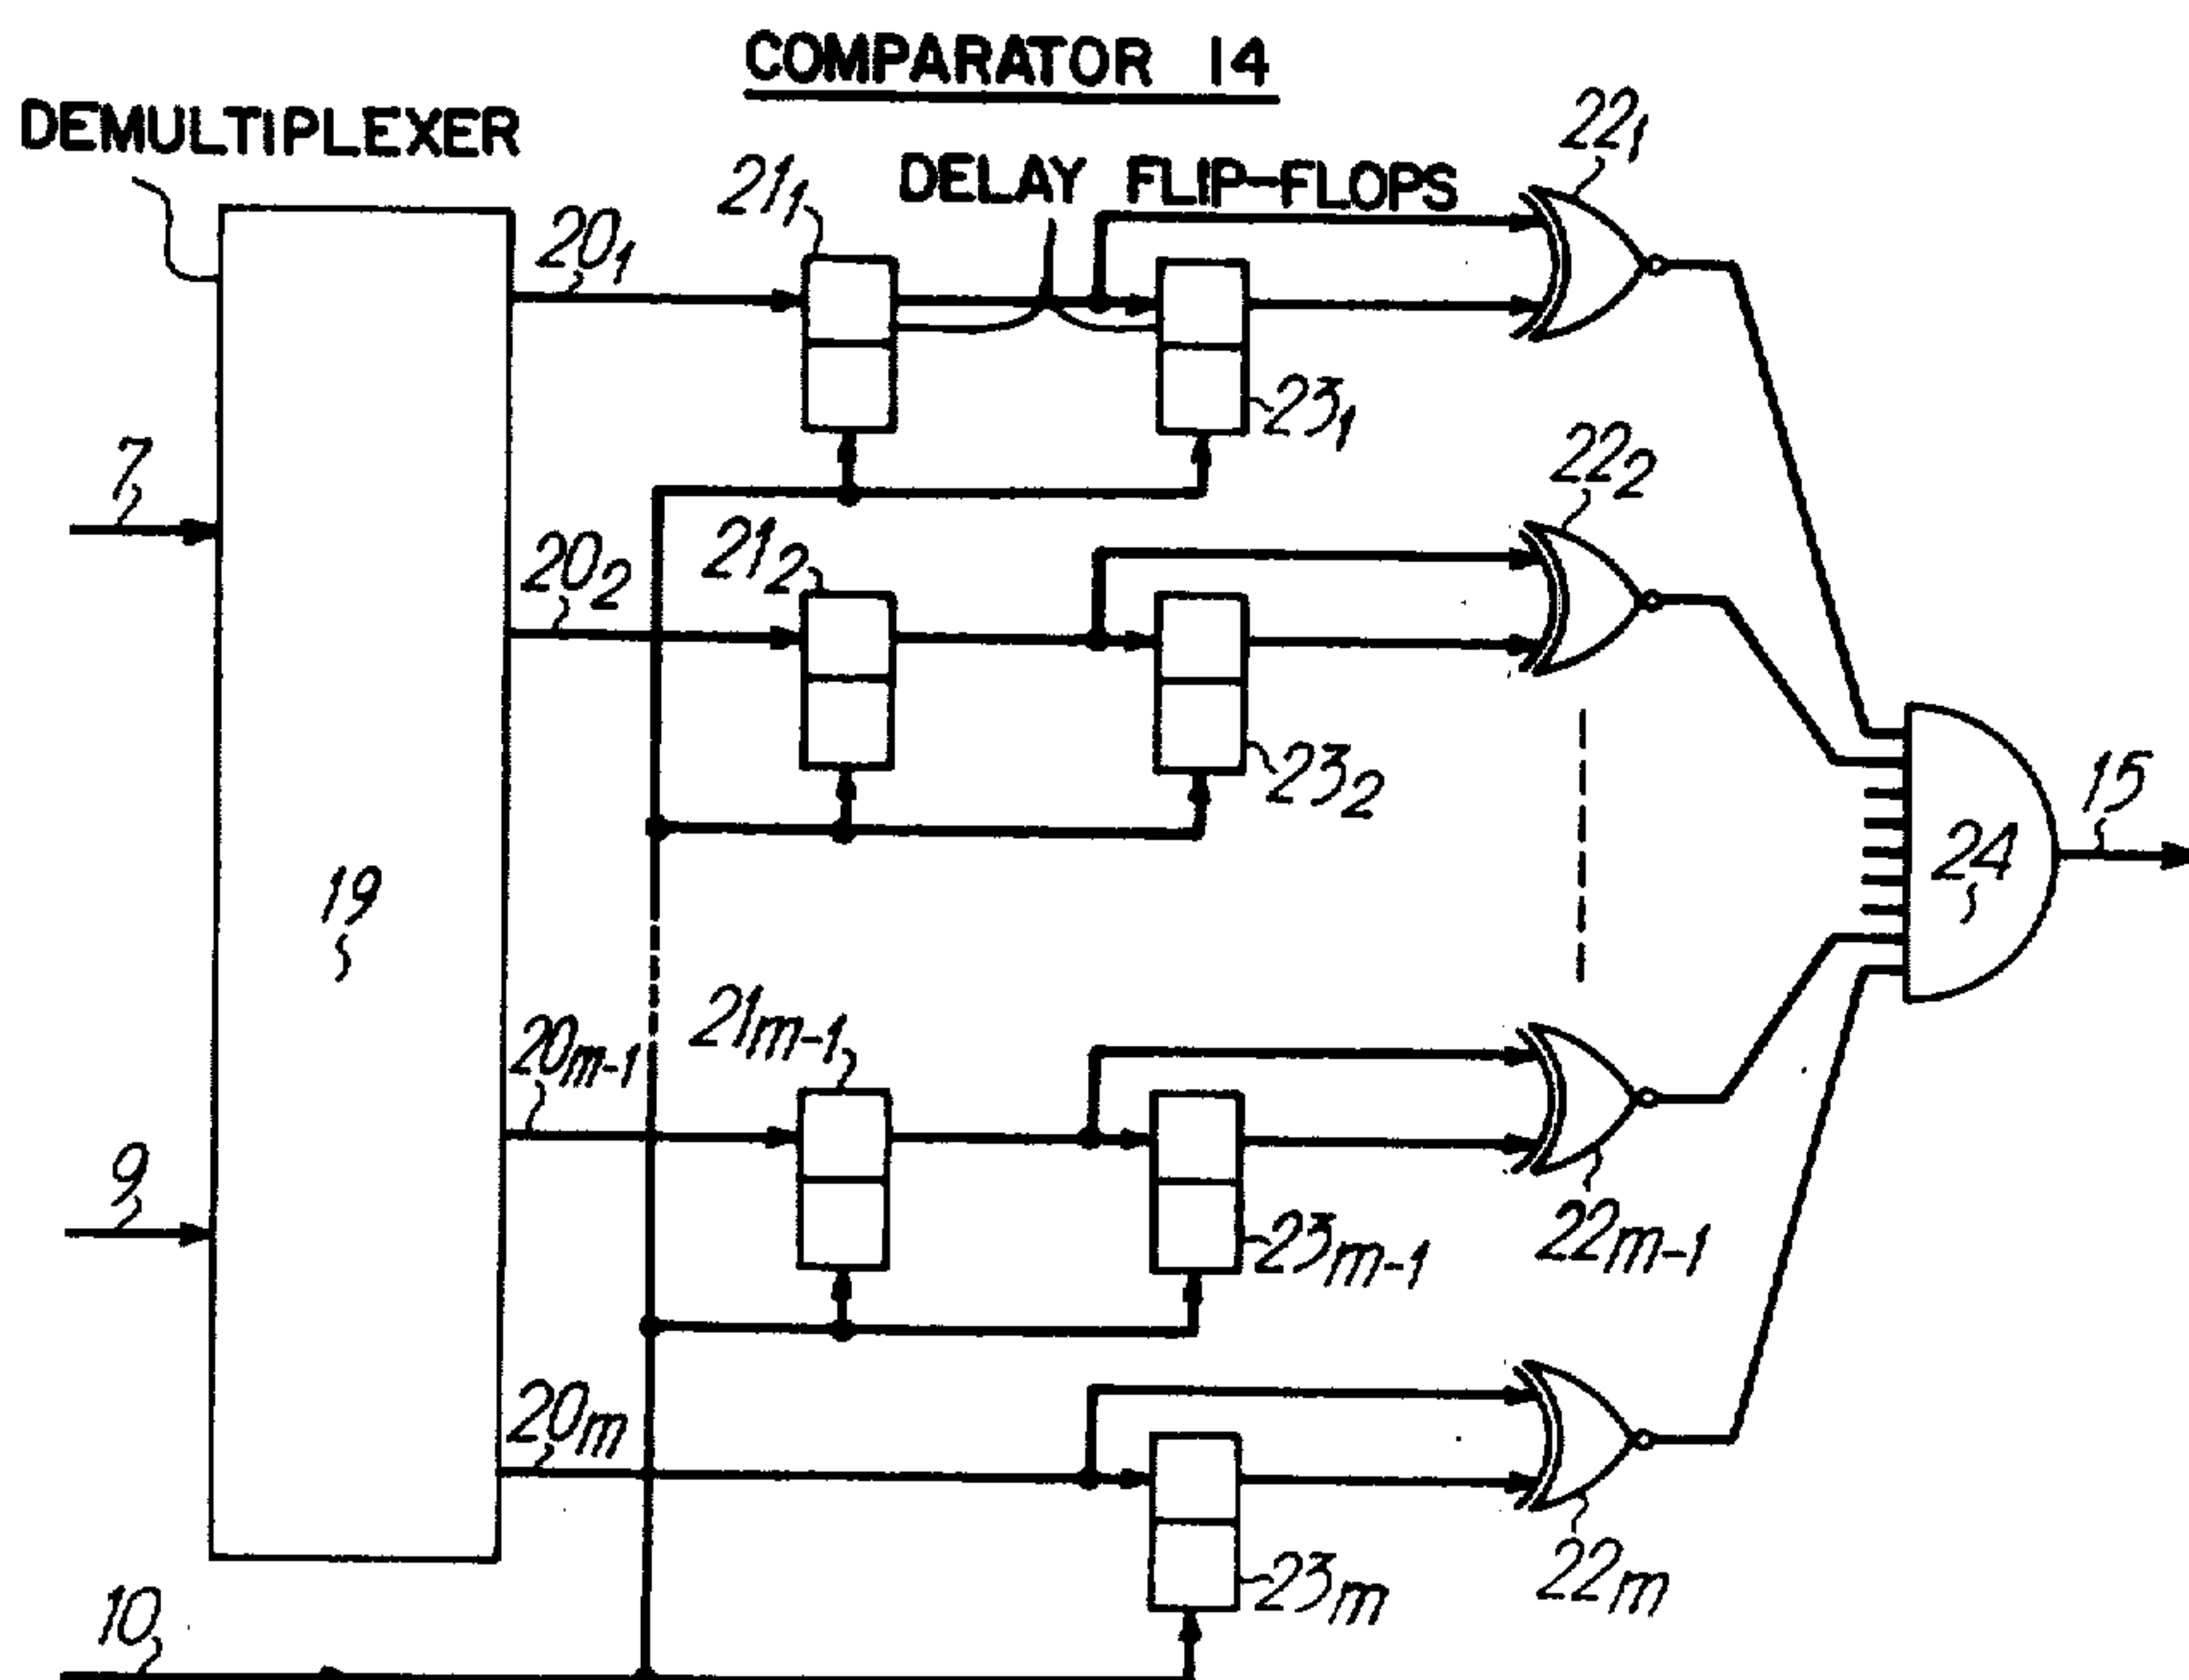 COMPARATOR 14
DEMULTIPLEXER
DELAY FLIP-FLOPS
22₁
21₁
20₁
23₁
7
22₂
20₂
21₂
23₂
15
24
19
20m-1
21m-1
9
23m-1
22m-1
20m
23m
22m
10